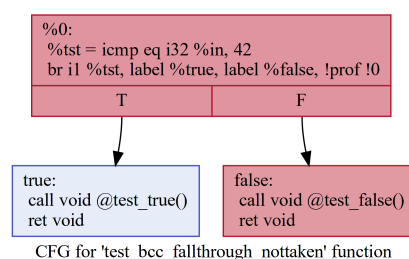 %0:
%tst = icmp eq i32 %in, 42
br i1 %tst, label %true, label %false, !prof !0
T
F
true:
call void @test_true()
ret void
false:
call void @test_false()
ret void
CFG for 'test_bcc_fallthrough_nottaken' function